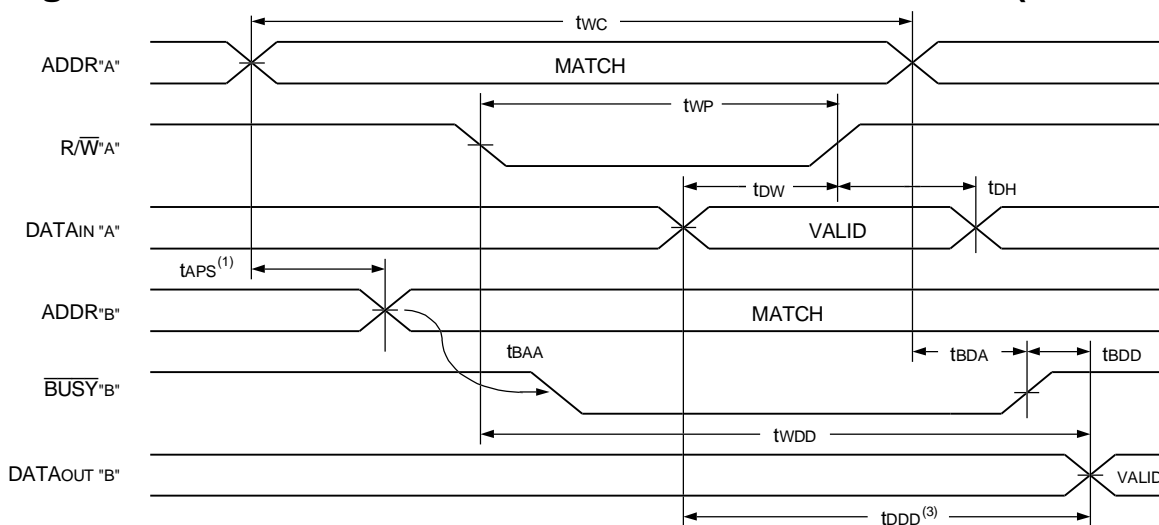 tWC
ADDR"A"
MATCH
tWP
R/W"A"
tDW
tDH
DATAIN "A"
VALID
tAPS(1)
ADDR"B"
MATCH
tBAA
tBDA
tBDD
BUSY"B"
tWDD
DATAOUT "B"
VALID
tDDD(3)